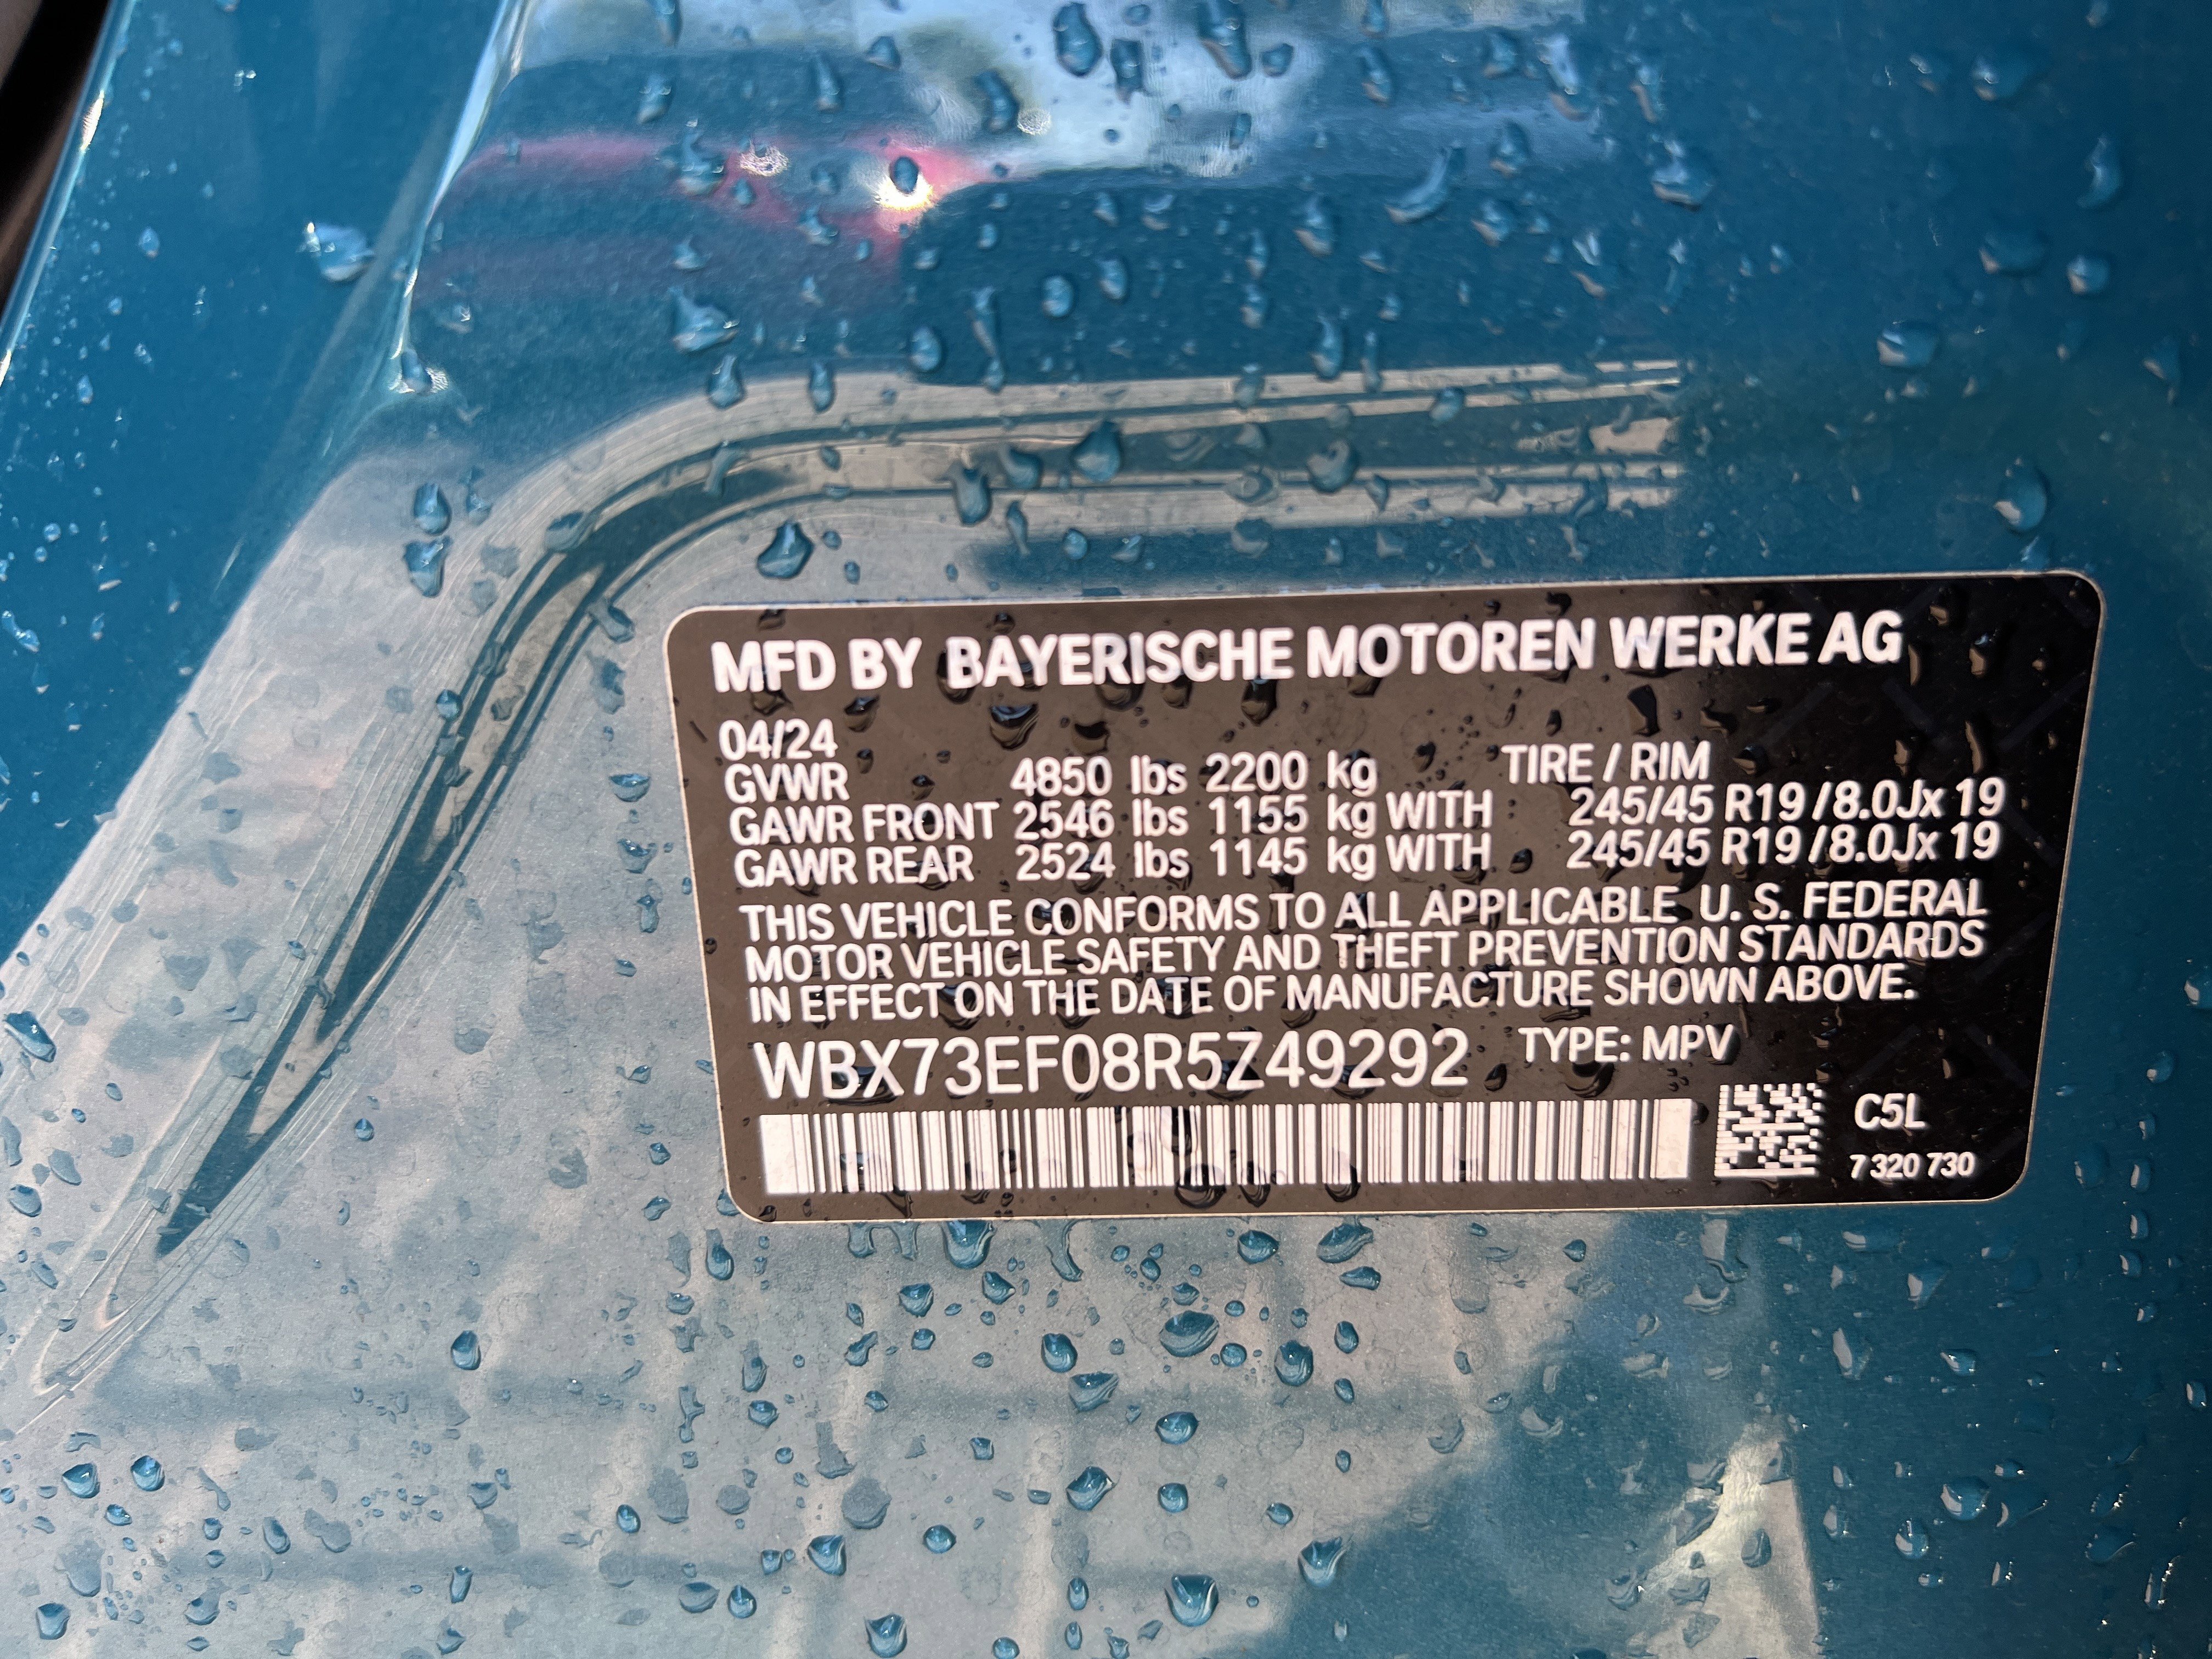 MFD BY BAYERISCHE MOTOREN WERKE AG
04/24 TIRE / RIM
GVWR 4850 lbs 2200 kg
GAWR FRONT 2546 lbs 1155 kg WITH 245/45 R19 /8.0Jx 19
GAWR REAR 2524 lbs 1145 kg WITH 245/45 R19 /8.0Jx 19
THIS VEHICLE CONFORMS TO ALL APPLICABLE U. S. FEDERAL
MOTOR VEHICLE SAFETY AND THEFT PREVENTION STANDARDS
IN EFFECT ON THE DATE OF MANUFACTURE SHOWN ABOVE.
WBX73EF08R5Z49292 TYPE: MPV
C5L
7 320 730